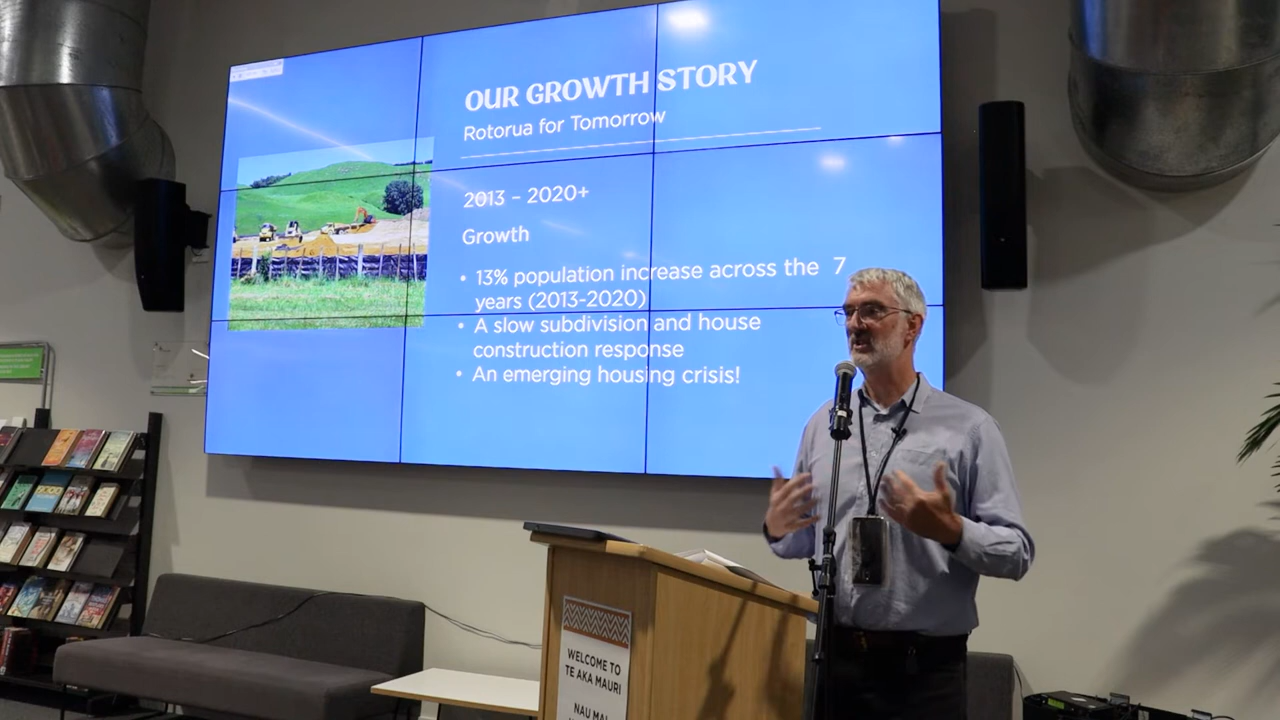 OUR GROWTH STORY
Rotorua for Tomorrow
2013 – 2020+
Growth
• 13% population increase across the 7
years (2013-2020)
• A slow subdivision and house
construction response
• An emerging housing crisis!
WELCOME TO
TE AKA MAURI
NAU MAI